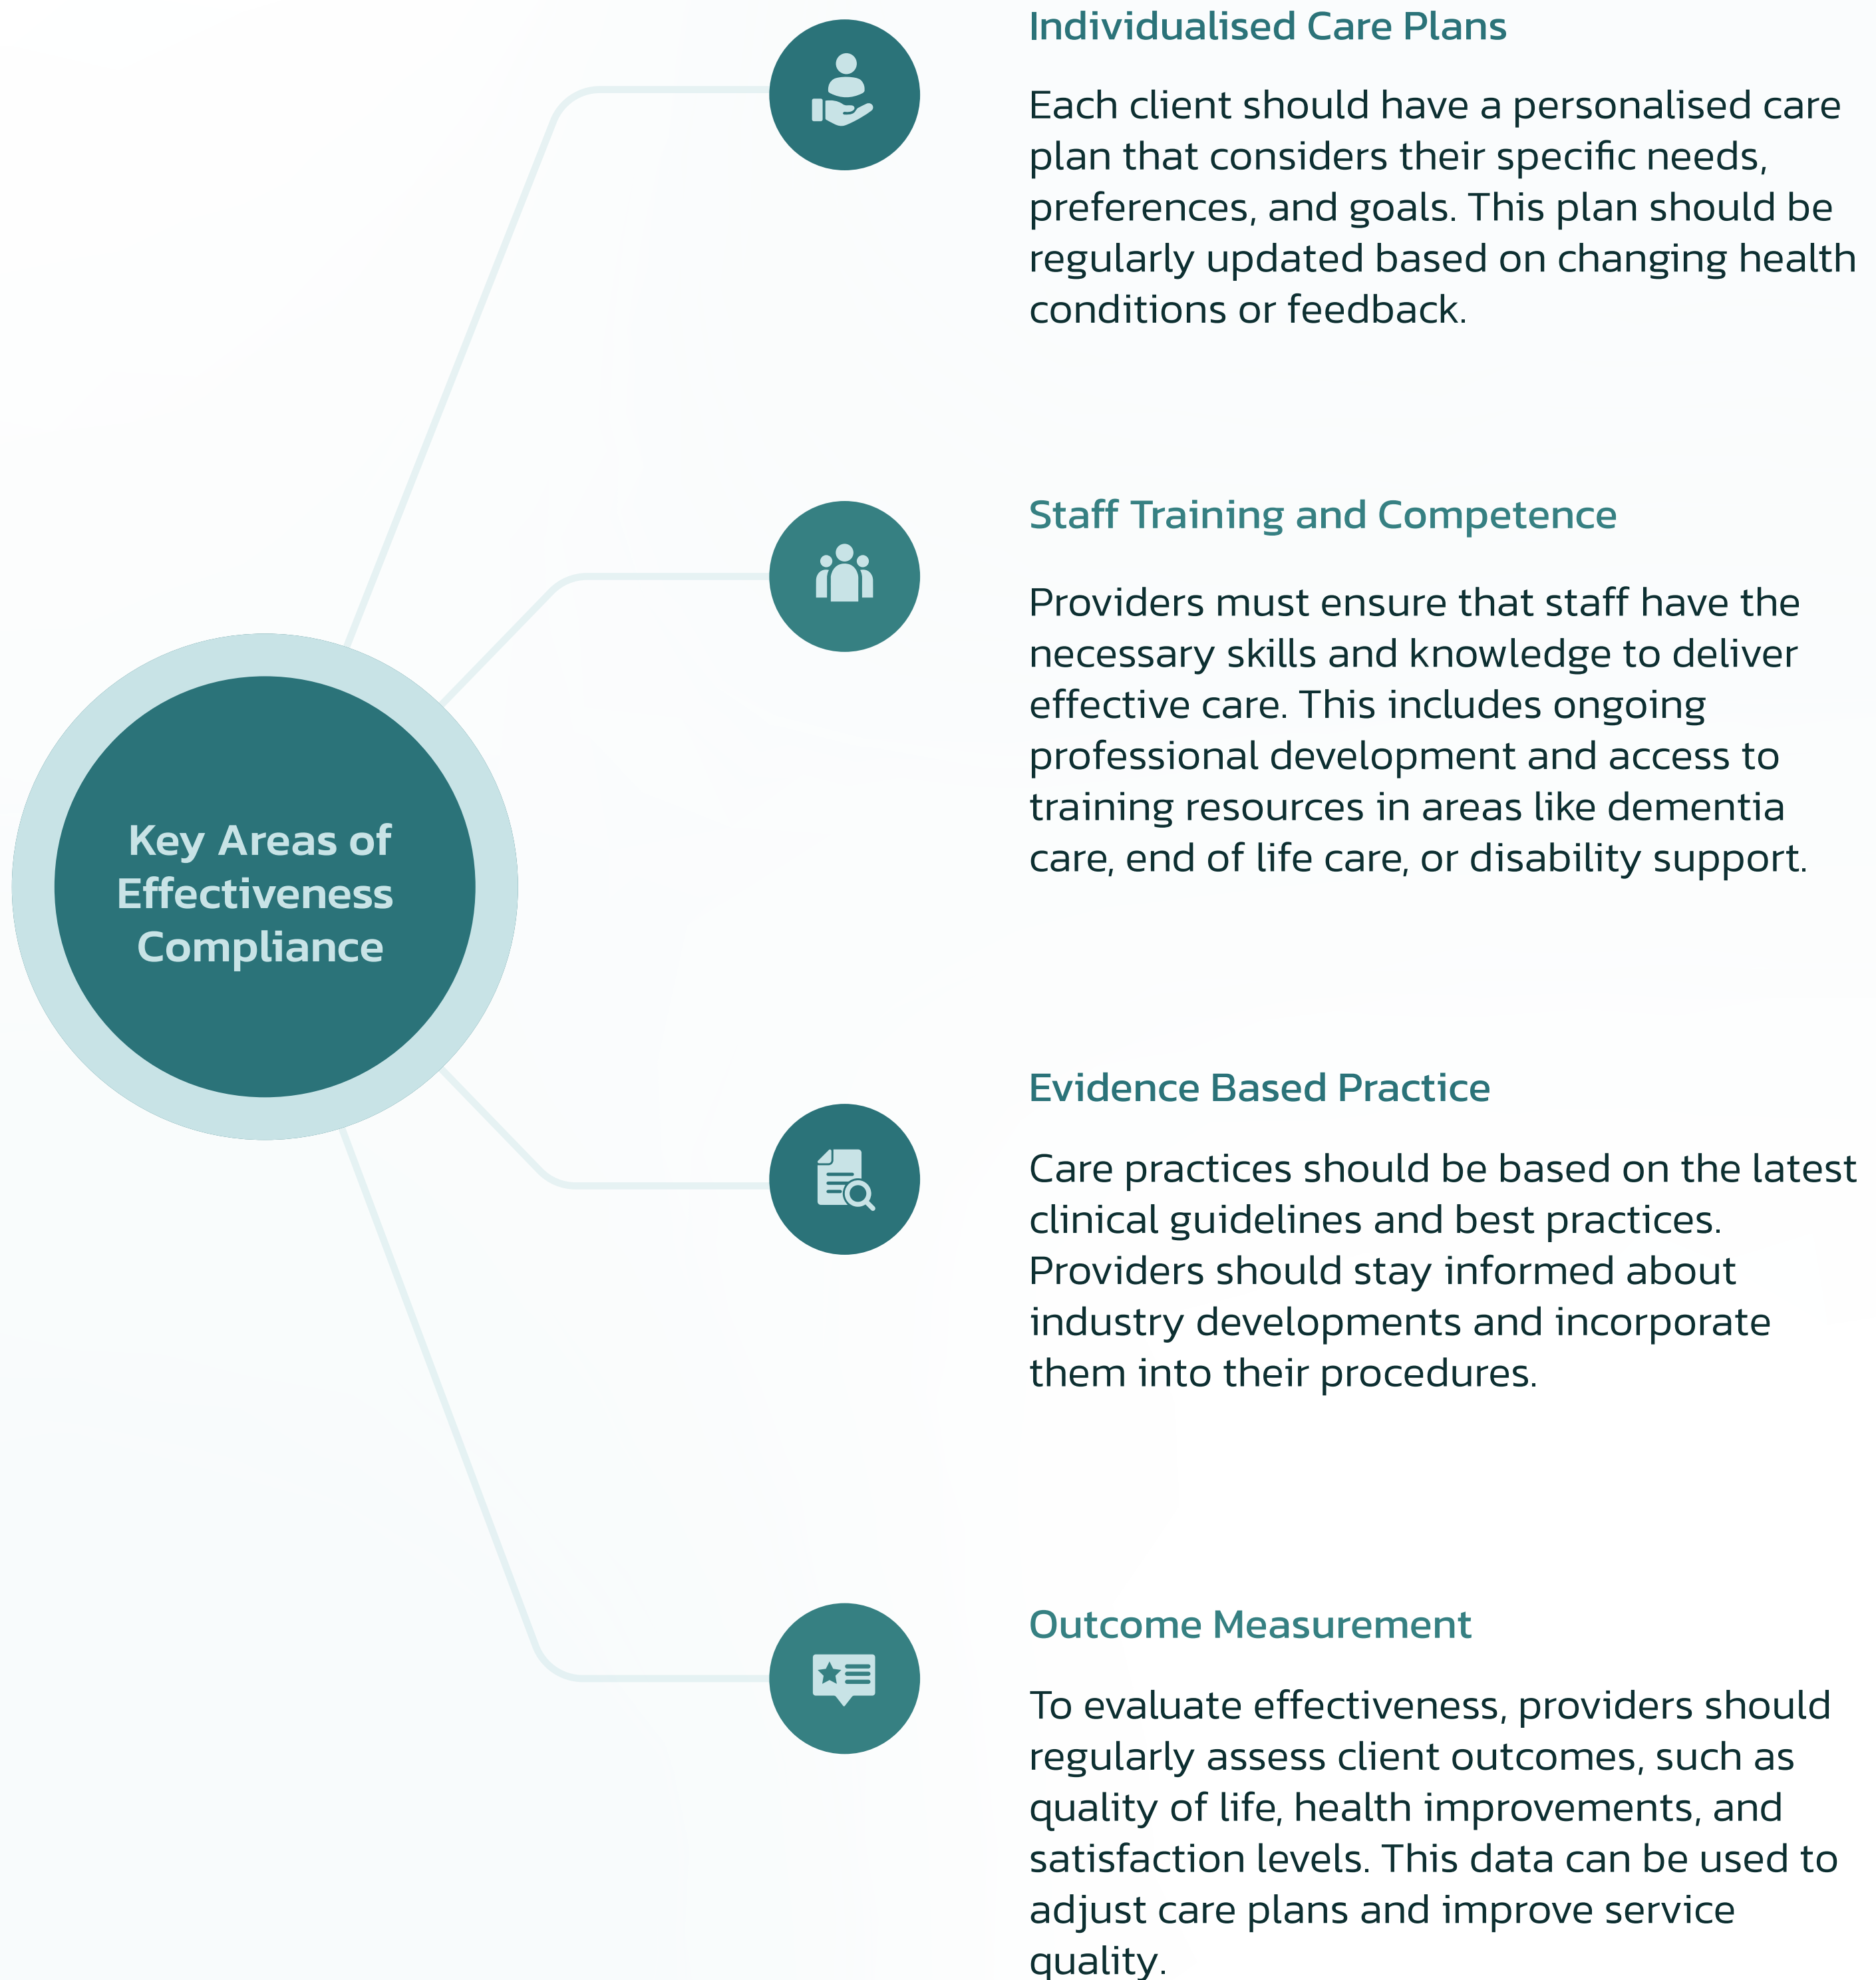 Individualised Care Plans
Each client should have a personalised care
plan that considers their specific needs,
preferences, and goals. This plan should be
regularly updated based on changing health
conditions or feedback.
Staff Training and Competence
Providers must ensure that staff have the
necessary skills and knowledge to deliver
effective care. This includes ongoing
professional development and access to
training resources in areas like dementia
care, end of life care, or disability support.
Key Areas of
Effectiveness
Compliance
Evidence Based Practice
Care practices should be based on the latest
clinical guidelines and best practices.
Providers should stay informed about
industry developments and incorporate
them into their procedures.
Outcome Measurement
To evaluate effectiveness, providers should
regularly assess client outcomes, such as
quality of life, health improvements, and
satisfaction levels. This data can be used to
adjust care plans and improve service
quality.